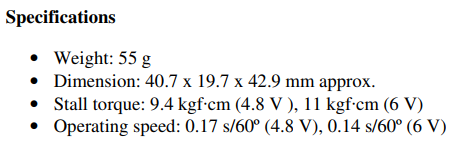 Specifications
• Weight: 55 g
• Dimension: 40.7 x 19.7 x 42.9 mm approx.
• Stall torque: 9.4 kgf·cm (4.8 V ), 11 kgf·cm (6 V)
• Operating speed: 0.17 s/60º (4.8 V), 0.14 s/60º (6 V)